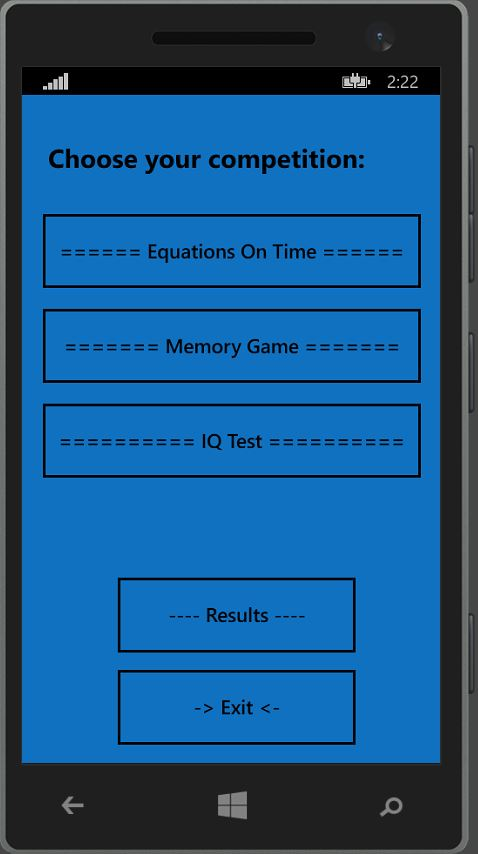 2:22
Choose your competition:
====== Equations On Time ======
======= Memory Game =======
========== IQ Test ==========
---- Results ----
-> Exit <-